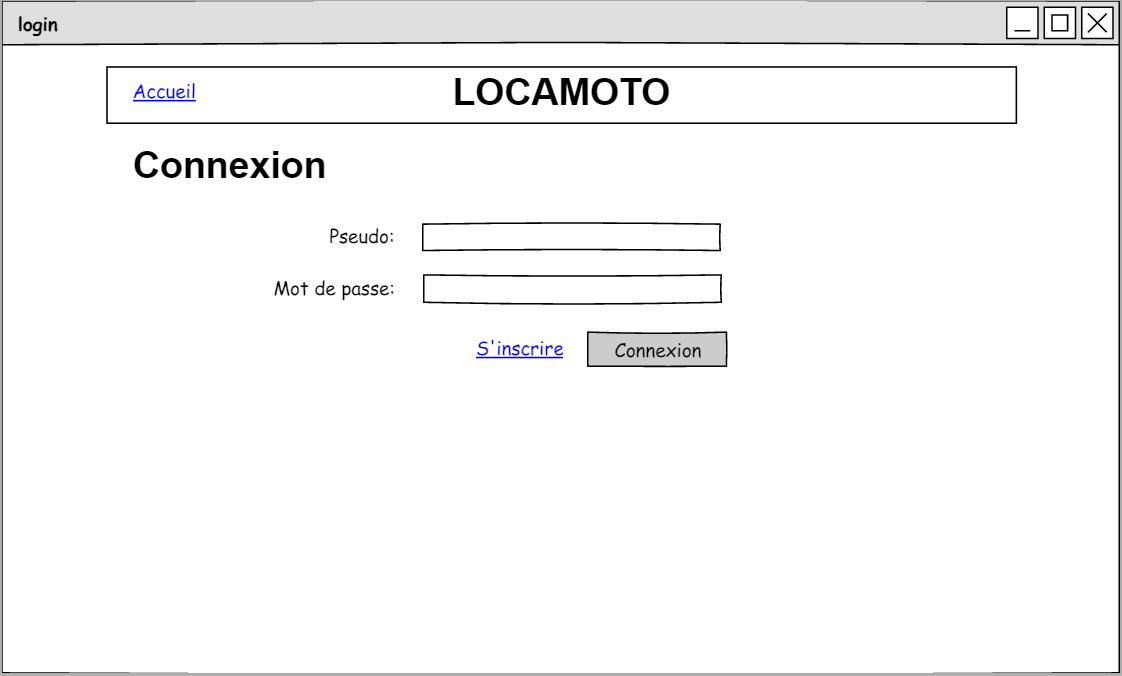 login
Accueil LOCAMOTO
Connexion
Pseudo:
Mot de passe:
S'inscrire Connexion